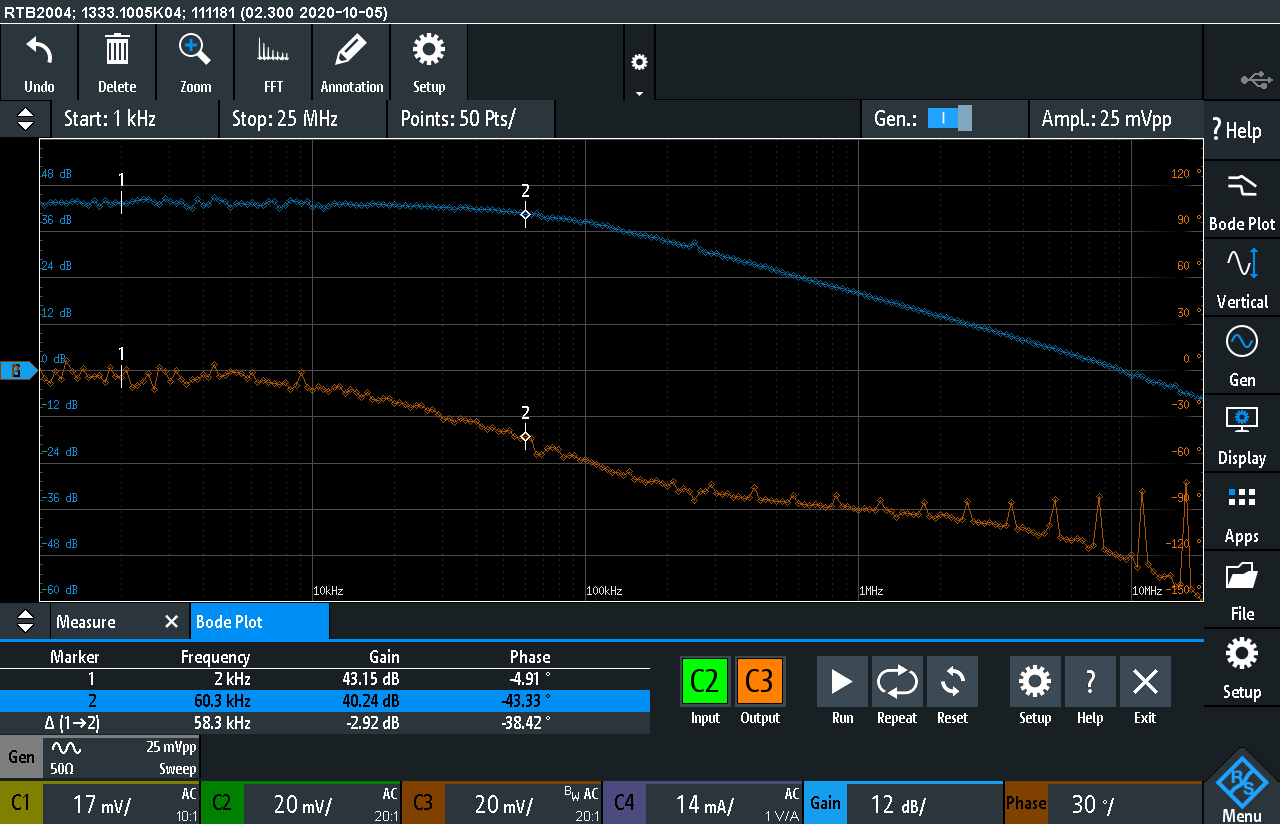 RTB2004; 1333.1005K04; 111181 (02.300 2020-10-05)
Undo Delete Zoom FFT Annotation Setup
Start: 1 kHz Stop: 25 MHz Points: 50 Pts/ Gen.: I Ampl.: 25 mVpp
? Help
Bode Plot
Vertical
Gen
Display
Apps
File
Setup
Menu
48 dB 120 °
1 2
36 dB 90 °
24 dB 60 °
12 dB 30 °
1
0 dB 0 °
-12 dB -30 °
2
-24 dB -60 °
-36 dB -90 °
-48 dB -120 °
-60 dB 10kHz 100kHz 1MHz 10MHz -150 °
Measure Bode Plot
Marker Frequency Gain Phase
1 2 kHz 43.15 dB -4.91 °
2 60.3 kHz 40.24 dB -43.33 °
Δ (1→2) 58.3 kHz -2.92 dB -38.42 °
C2 C3
Input Output Run Repeat Reset Setup ? Help Exit
Gen 25 mVpp
50Ω Sweep
C1 17 mV/ AC 10:1
C2 20 mV/ AC 20:1
C3 20 mV/ BW AC 20:1
C4 14 mA/ AC 1 V/A
Gain 12 dB/
Phase 30 °/
R&S